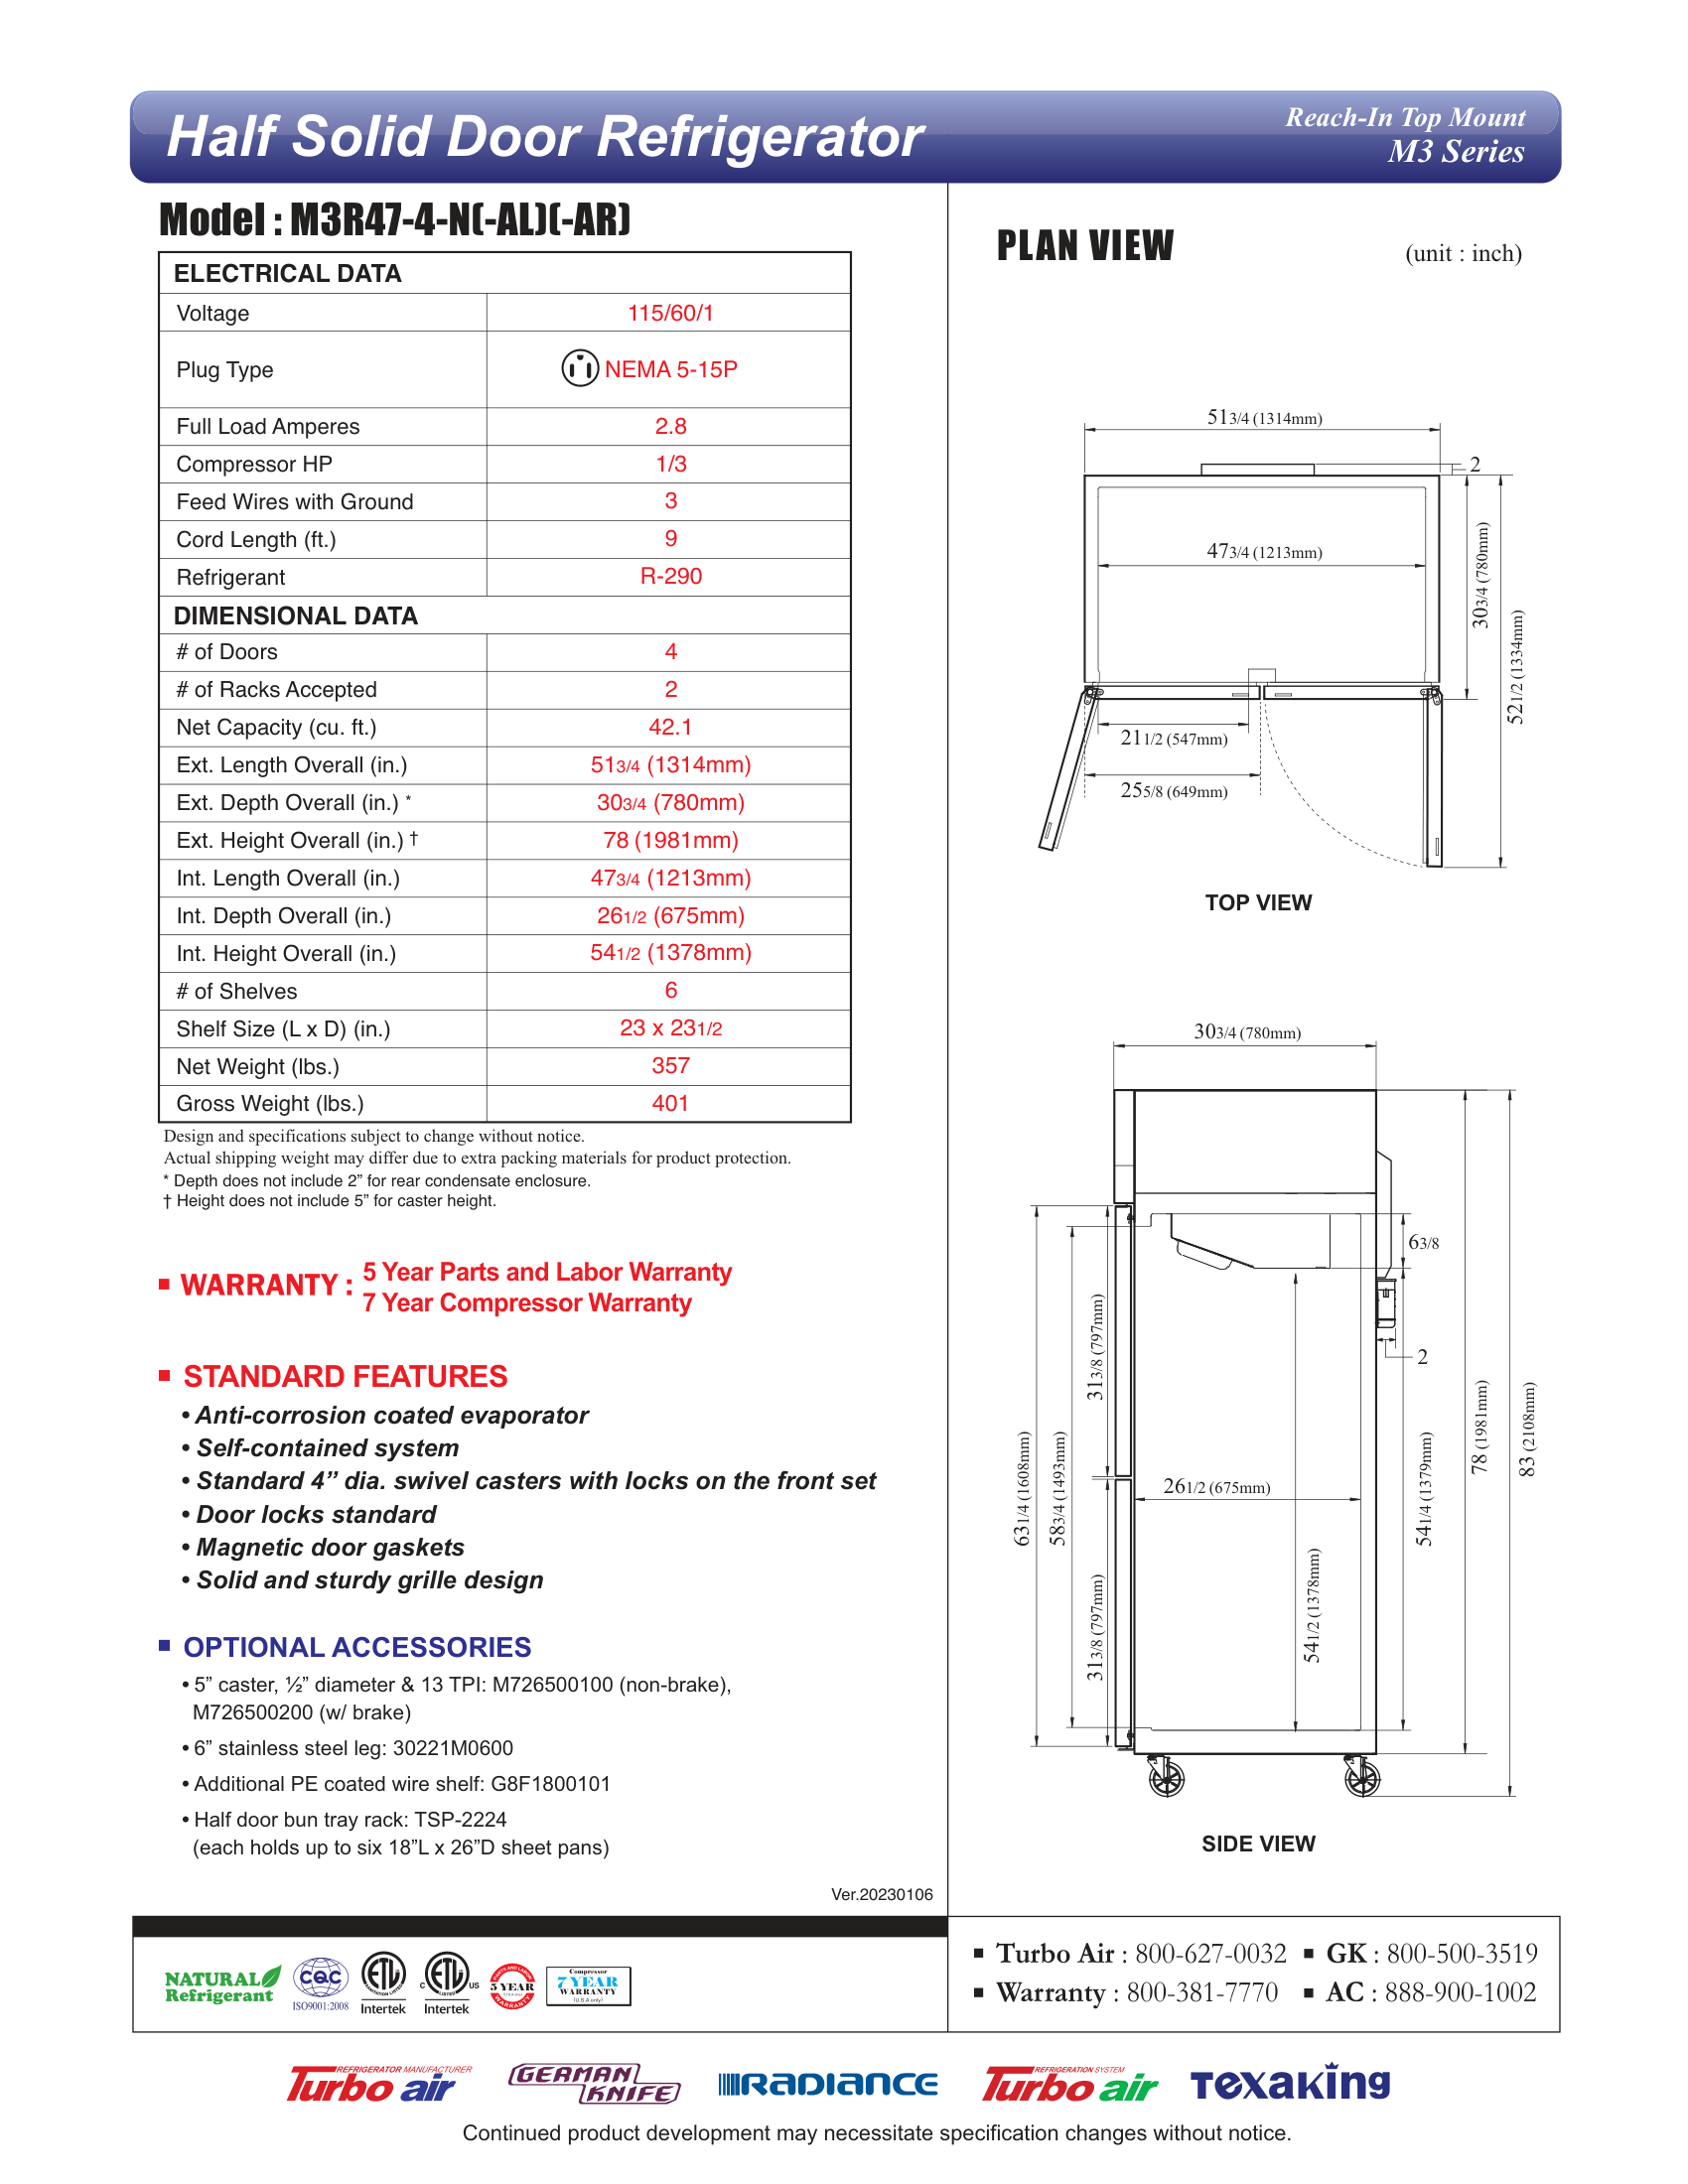 Half Solid Door Refrigerator
Reach-In Top Mount
M3 Series
Model : M3R47-4-N(-AL)(-AR)
ELECTRICAL DATA
Voltage 115/60/1
Plug Type NEMA 5-15P
Full Load Amperes 2.8
Compressor HP 1/3
Feed Wires with Ground 3
Cord Length (ft.) 9
Refrigerant R-290
DIMENSIONAL DATA
# of Doors 4
# of Racks Accepted 2
Net Capacity (cu. ft.) 42.1
Ext. Length Overall (in.) 51 3/4 (1314mm)
Ext. Depth Overall (in.) * 30 3/4 (780mm)
Ext. Height Overall (in.) † 78 (1981mm)
Int. Length Overall (in.) 47 3/4 (1213mm)
Int. Depth Overall (in.) 26 1/2 (675mm)
Int. Height Overall (in.) 54 1/2 (1378mm)
# of Shelves 6
Shelf Size (L x D) (in.) 23 x 23 1/2
Net Weight (lbs.) 357
Gross Weight (lbs.) 401
Design and specifications subject to change without notice.
Actual shipping weight may differ due to extra packing materials for product protection.
* Depth does not include 2” for rear condensate enclosure.
† Height does not include 5” for caster height.
WARRANTY : 5 Year Parts and Labor Warranty
7 Year Compressor Warranty
STANDARD FEATURES
• Anti-corrosion coated evaporator
• Self-contained system
• Standard 4” dia. swivel casters with locks on the front set
• Door locks standard
• Magnetic door gaskets
• Solid and sturdy grille design
OPTIONAL ACCESSORIES
• 5” caster, ½” diameter & 13 TPI: M726500100 (non-brake),
M726500200 (w/ brake)
• 6” stainless steel leg: 30221M0600
• Additional PE coated wire shelf: G8F1800101
• Half door bun tray rack: TSP-2224
(each holds up to six 18”L x 26”D sheet pans)
Ver.20230106
PLAN VIEW
(unit : inch)
51 3/4 (1314mm)
2
47 3/4 (1213mm)
30 3/4 (780mm)
52 1/2 (1334mm)
21 1/2 (547mm)
25 5/8 (649mm)
TOP VIEW
30 3/4 (780mm)
6 3/8
2
31 3/8 (797mm)
63 1/4 (1608mm)
58 3/4 (1493mm)
26 1/2 (675mm)
54 1/4 (1379mm)
78 (1981mm)
83 (2108mm)
54 1/2 (1378mm)
31 3/8 (797mm)
SIDE VIEW
NATURAL
Refrigerant
CQC
ISO9001:2008
ETL
Intertek
C ETL US
Intertek
5 YEAR
WARRANTY
Compressor
7 YEAR
WARRANTY
(U.S.A only)
Turbo Air : 800-627-0032
GK : 800-500-3519
Warranty : 800-381-7770
AC : 888-900-1002
REFRIGERATOR MANUFACTURER
Turbo air
GERMAN
KNIFE
RADIANCE
REFRIGERATION SYSTEM
Turbo air
TEXAKING
Continued product development may necessitate specification changes without notice.